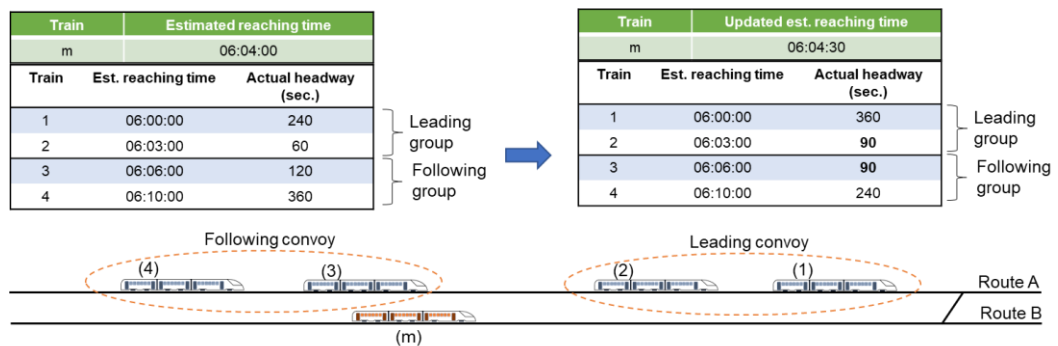 Train Estimated reaching time
m 06:04:00
Train Est. reaching time Actual headway
(sec.)
1 06:00:00 240
2 06:03:00 60
3 06:06:00 120
4 06:10:00 360
Leading
group
Following
group
Train Updated est. reaching time
m 06:04:30
Train Est. reaching time Actual headway
(sec.)
1 06:00:00 360
2 06:03:00 90
3 06:06:00 90
4 06:10:00 240
Leading
group
Following
group
Following convoy
Leading convoy
(4) (3) (2) (1)
Route A
Route B
(m)